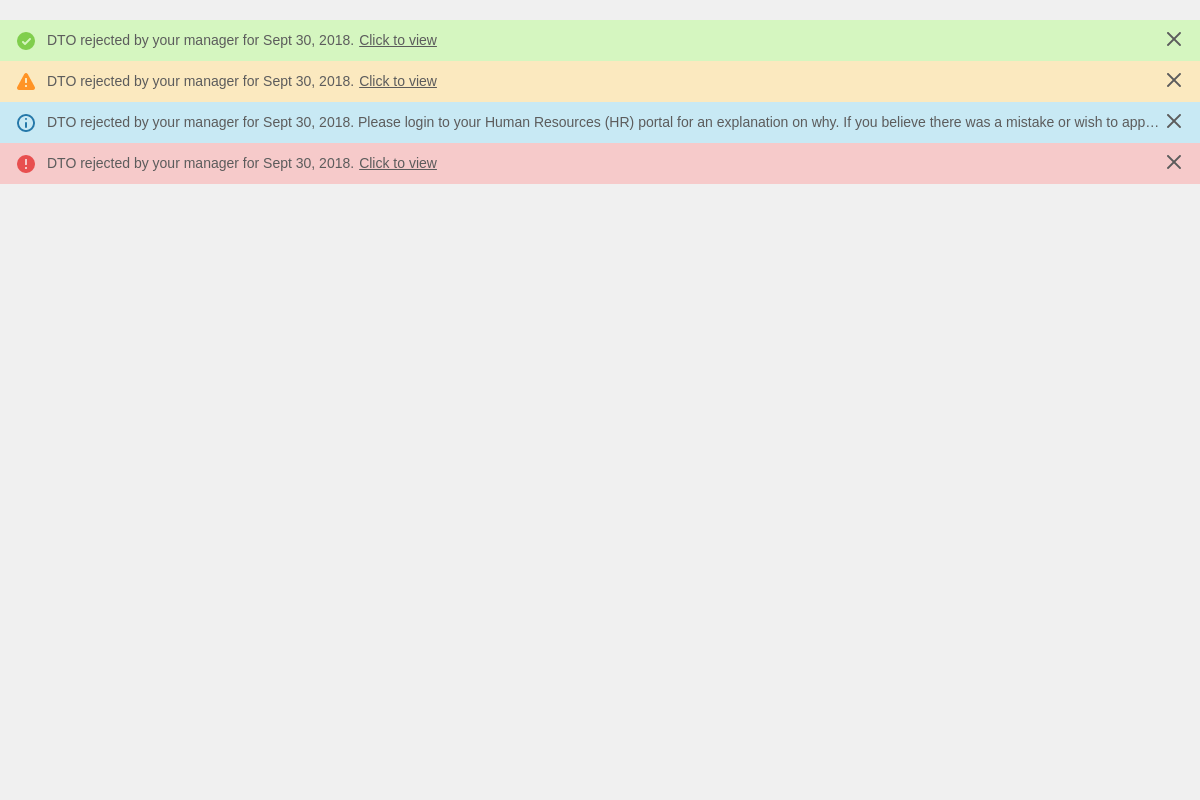 DTO rejected by your manager for Sept 30, 2018. Click to view
DTO rejected by your manager for Sept 30, 2018. Click to view
DTO rejected by your manager for Sept 30, 2018. Please login to your Human Resources (HR) portal for an explanation on why. If you believe there was a mistake or wish to app…
DTO rejected by your manager for Sept 30, 2018. Click to view